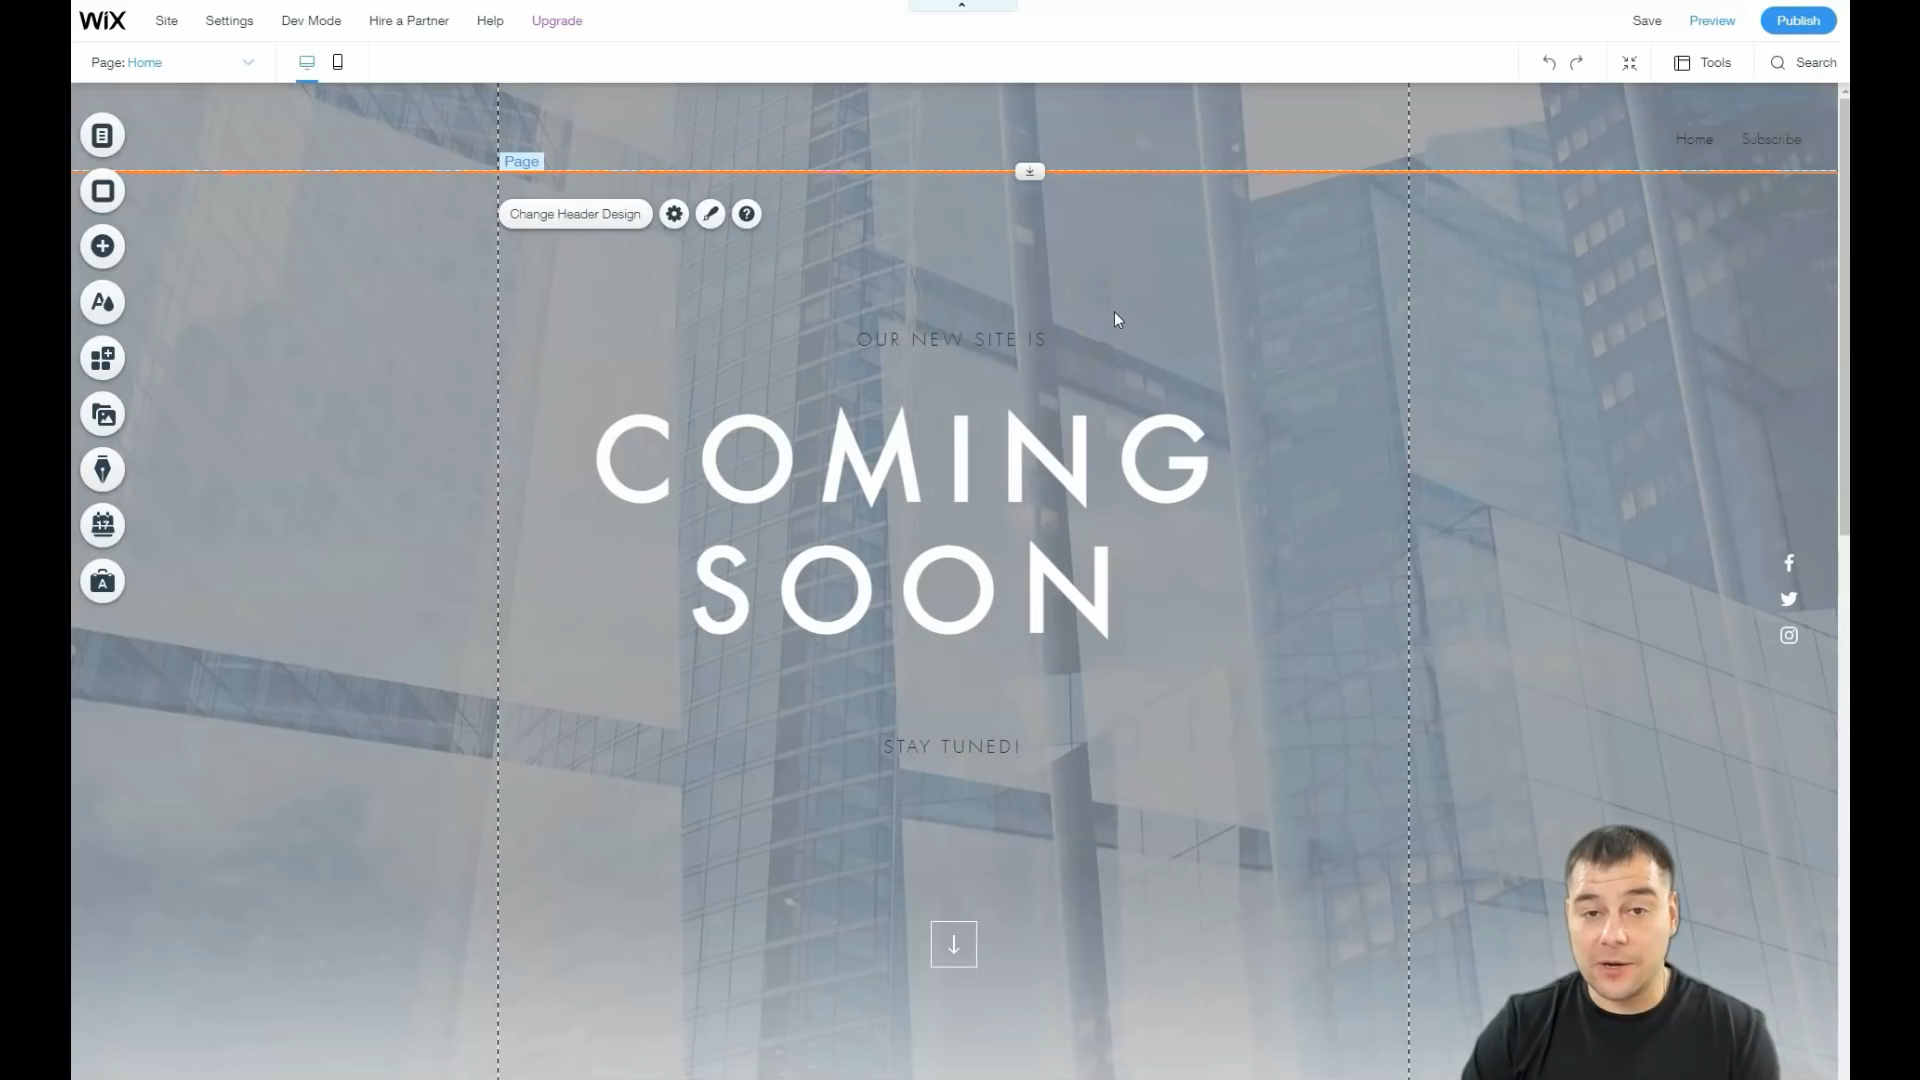 WiX Site Settings Dev Mode Hire a Partner Help Upgrade Save Preview Publish
Page: Home Tools Search
Home Subscribe
Page
Change Header Design
?
OUR NEW SITE IS
COMING
SOON
STAY TUNED!
A
17
A